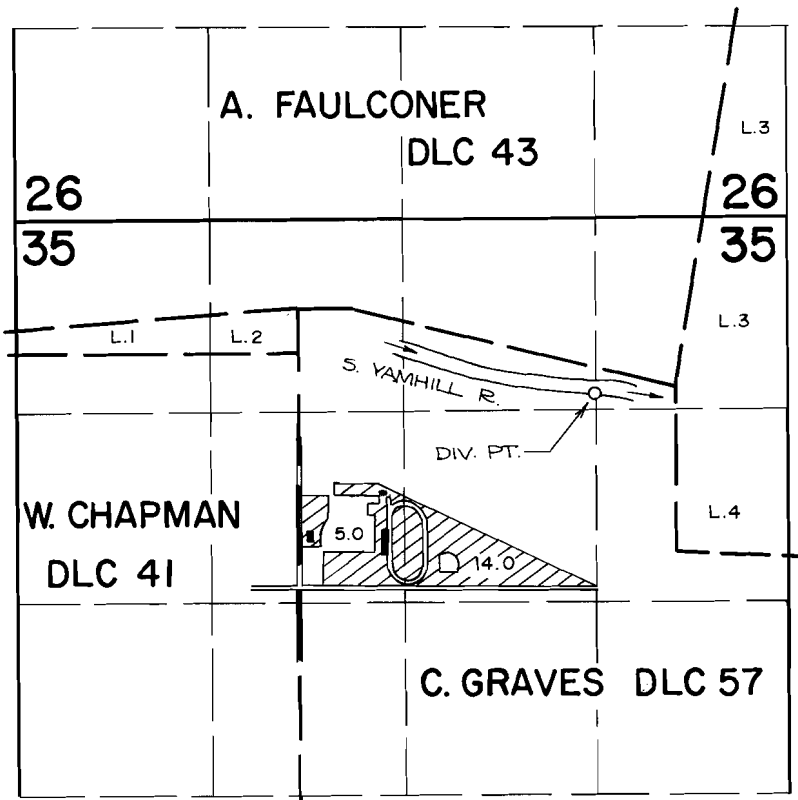 A. FAULCONER
DLC 43
L.3
26
26
35
35
L.1
L.2
L.3
S. YAMHILL R.
DIV. PT.
W. CHAPMAN
DLC 41
5.0
14.0
L.4
C. GRAVES DLC 57